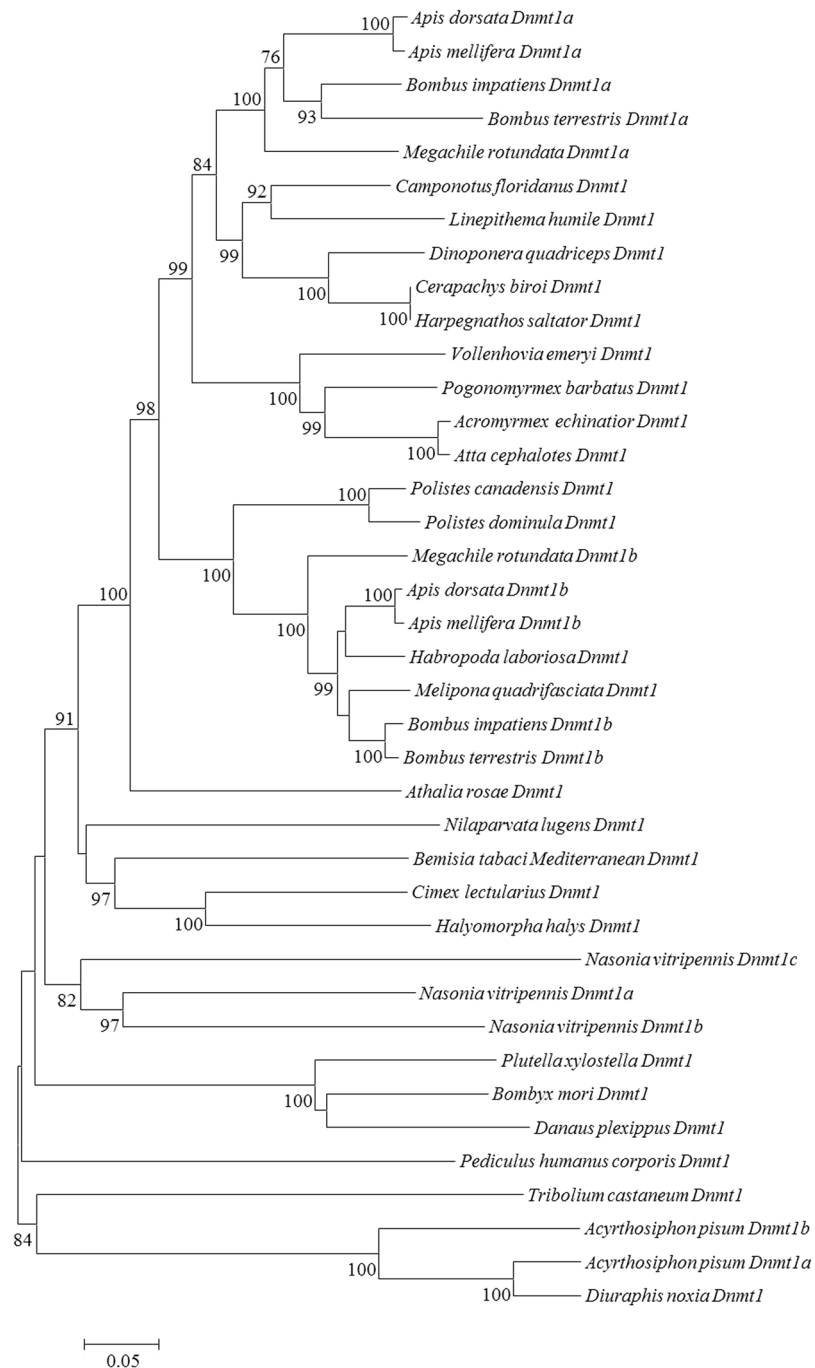 100 Apis dorsata Dnmt1a
Apis mellifera Dnmt1a
76
Bombus impatiens Dnmt1a
100
93 Bombus terrestris Dnmt1a
Megachile rotundata Dnmt1a
84
92 Camponotus floridanus Dnmt1
Linepithema humile Dnmt1
99 Dinoponera quadriceps Dnmt1
99
Cerapachys biroi Dnmt1
100
100 Harpegnathos saltator Dnmt1
Vollenhovia emeryi Dnmt1
100 Pogonomyrmex barbatus Dnmt1
98
99 Acromyrmex echinatior Dnmt1
100 Atta cephalotes Dnmt1
100 Polistes canadensis Dnmt1
Polistes dominula Dnmt1
100 Megachile rotundata Dnmt1b
100
100 Apis dorsata Dnmt1b
Apis mellifera Dnmt1b
100
Habropoda laboriosa Dnmt1
99 Melipona quadrifasciata Dnmt1
91 Bombus impatiens Dnmt1b
100 Bombus terrestris Dnmt1b
Athalia rosae Dnmt1
Nilaparvata lugens Dnmt1
Bemisia tabaci Mediterranean Dnmt1
97 Cimex lectularius Dnmt1
100 Halyomorpha halys Dnmt1
Nasonia vitripennis Dnmt1c
82 Nasonia vitripennis Dnmt1a
97 Nasonia vitripennis Dnmt1b
Plutella xylostella Dnmt1
100 Bombyx mori Dnmt1
Danaus plexippus Dnmt1
Pediculus humanus corporis Dnmt1
Tribolium castaneum Dnmt1
84 Acyrthosiphon pisum Dnmt1b
100 Acyrthosiphon pisum Dnmt1a
100 Diuraphis noxia Dnmt1
0.05